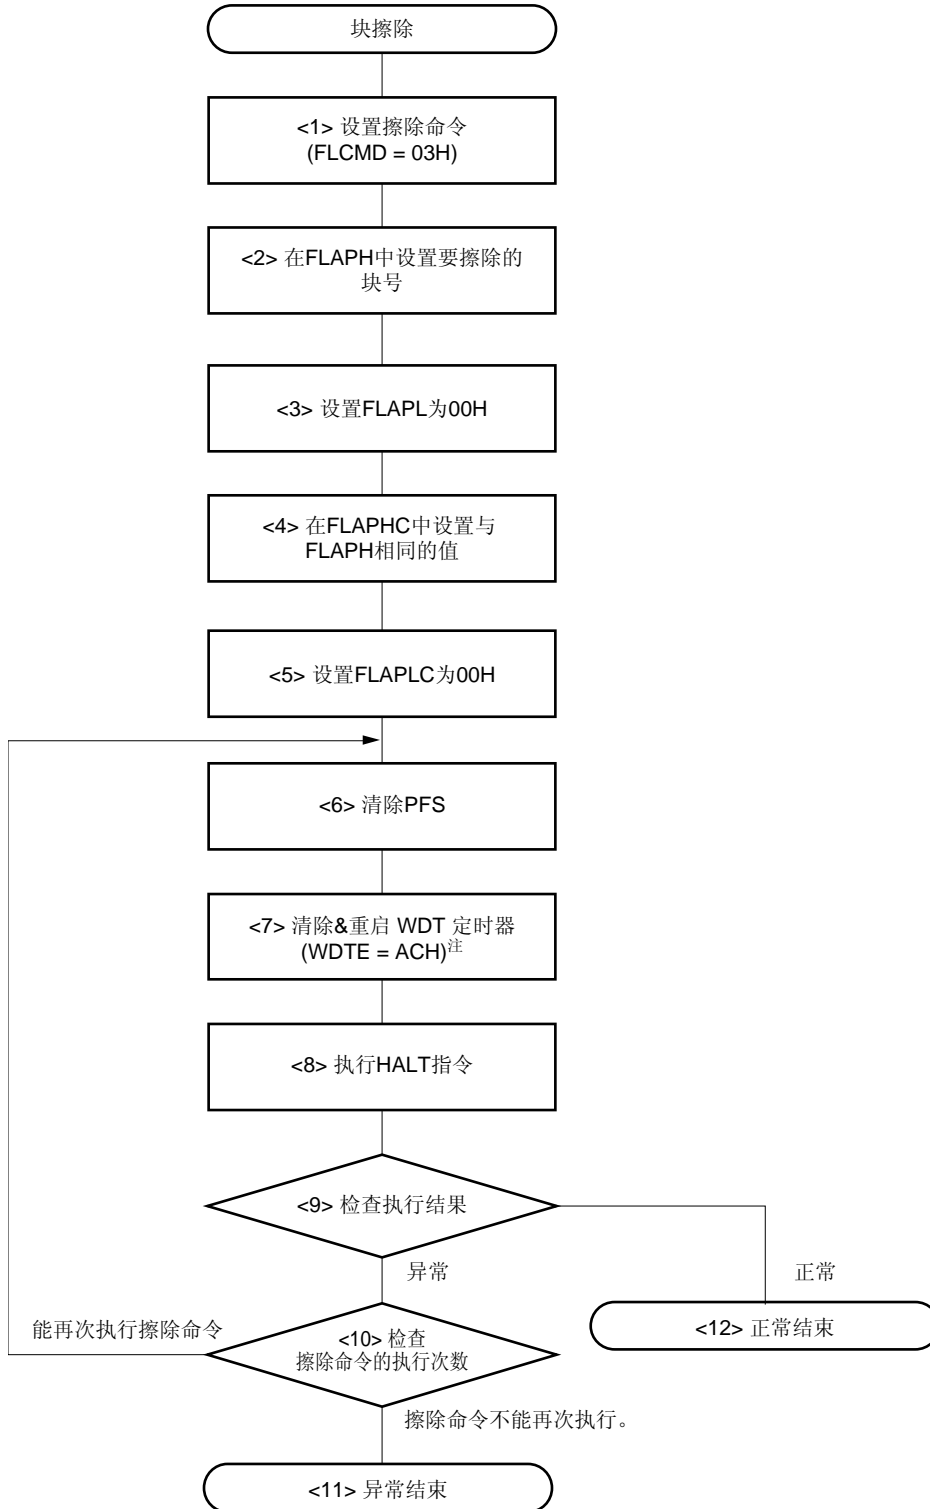 块擦除
<1> 设置擦除命令
(FLCMD = 03H)
<2> 在FLAPH中设置要擦除的
块号
<3> 设置FLAPL为00H
<4> 在FLAPHC中设置与
FLAPH相同的值
<5> 设置FLAPLC为00H
<6> 清除PFS
<7> 清除&重启 WDT 定时器
(WDTE = ACH)注
<8> 执行HALT指令
<9> 检查执行结果
异常
正常
能再次执行擦除命令
<10> 检查
擦除命令的执行次数
<12> 正常结束
擦除命令不能再次执行。
<11> 异常结束